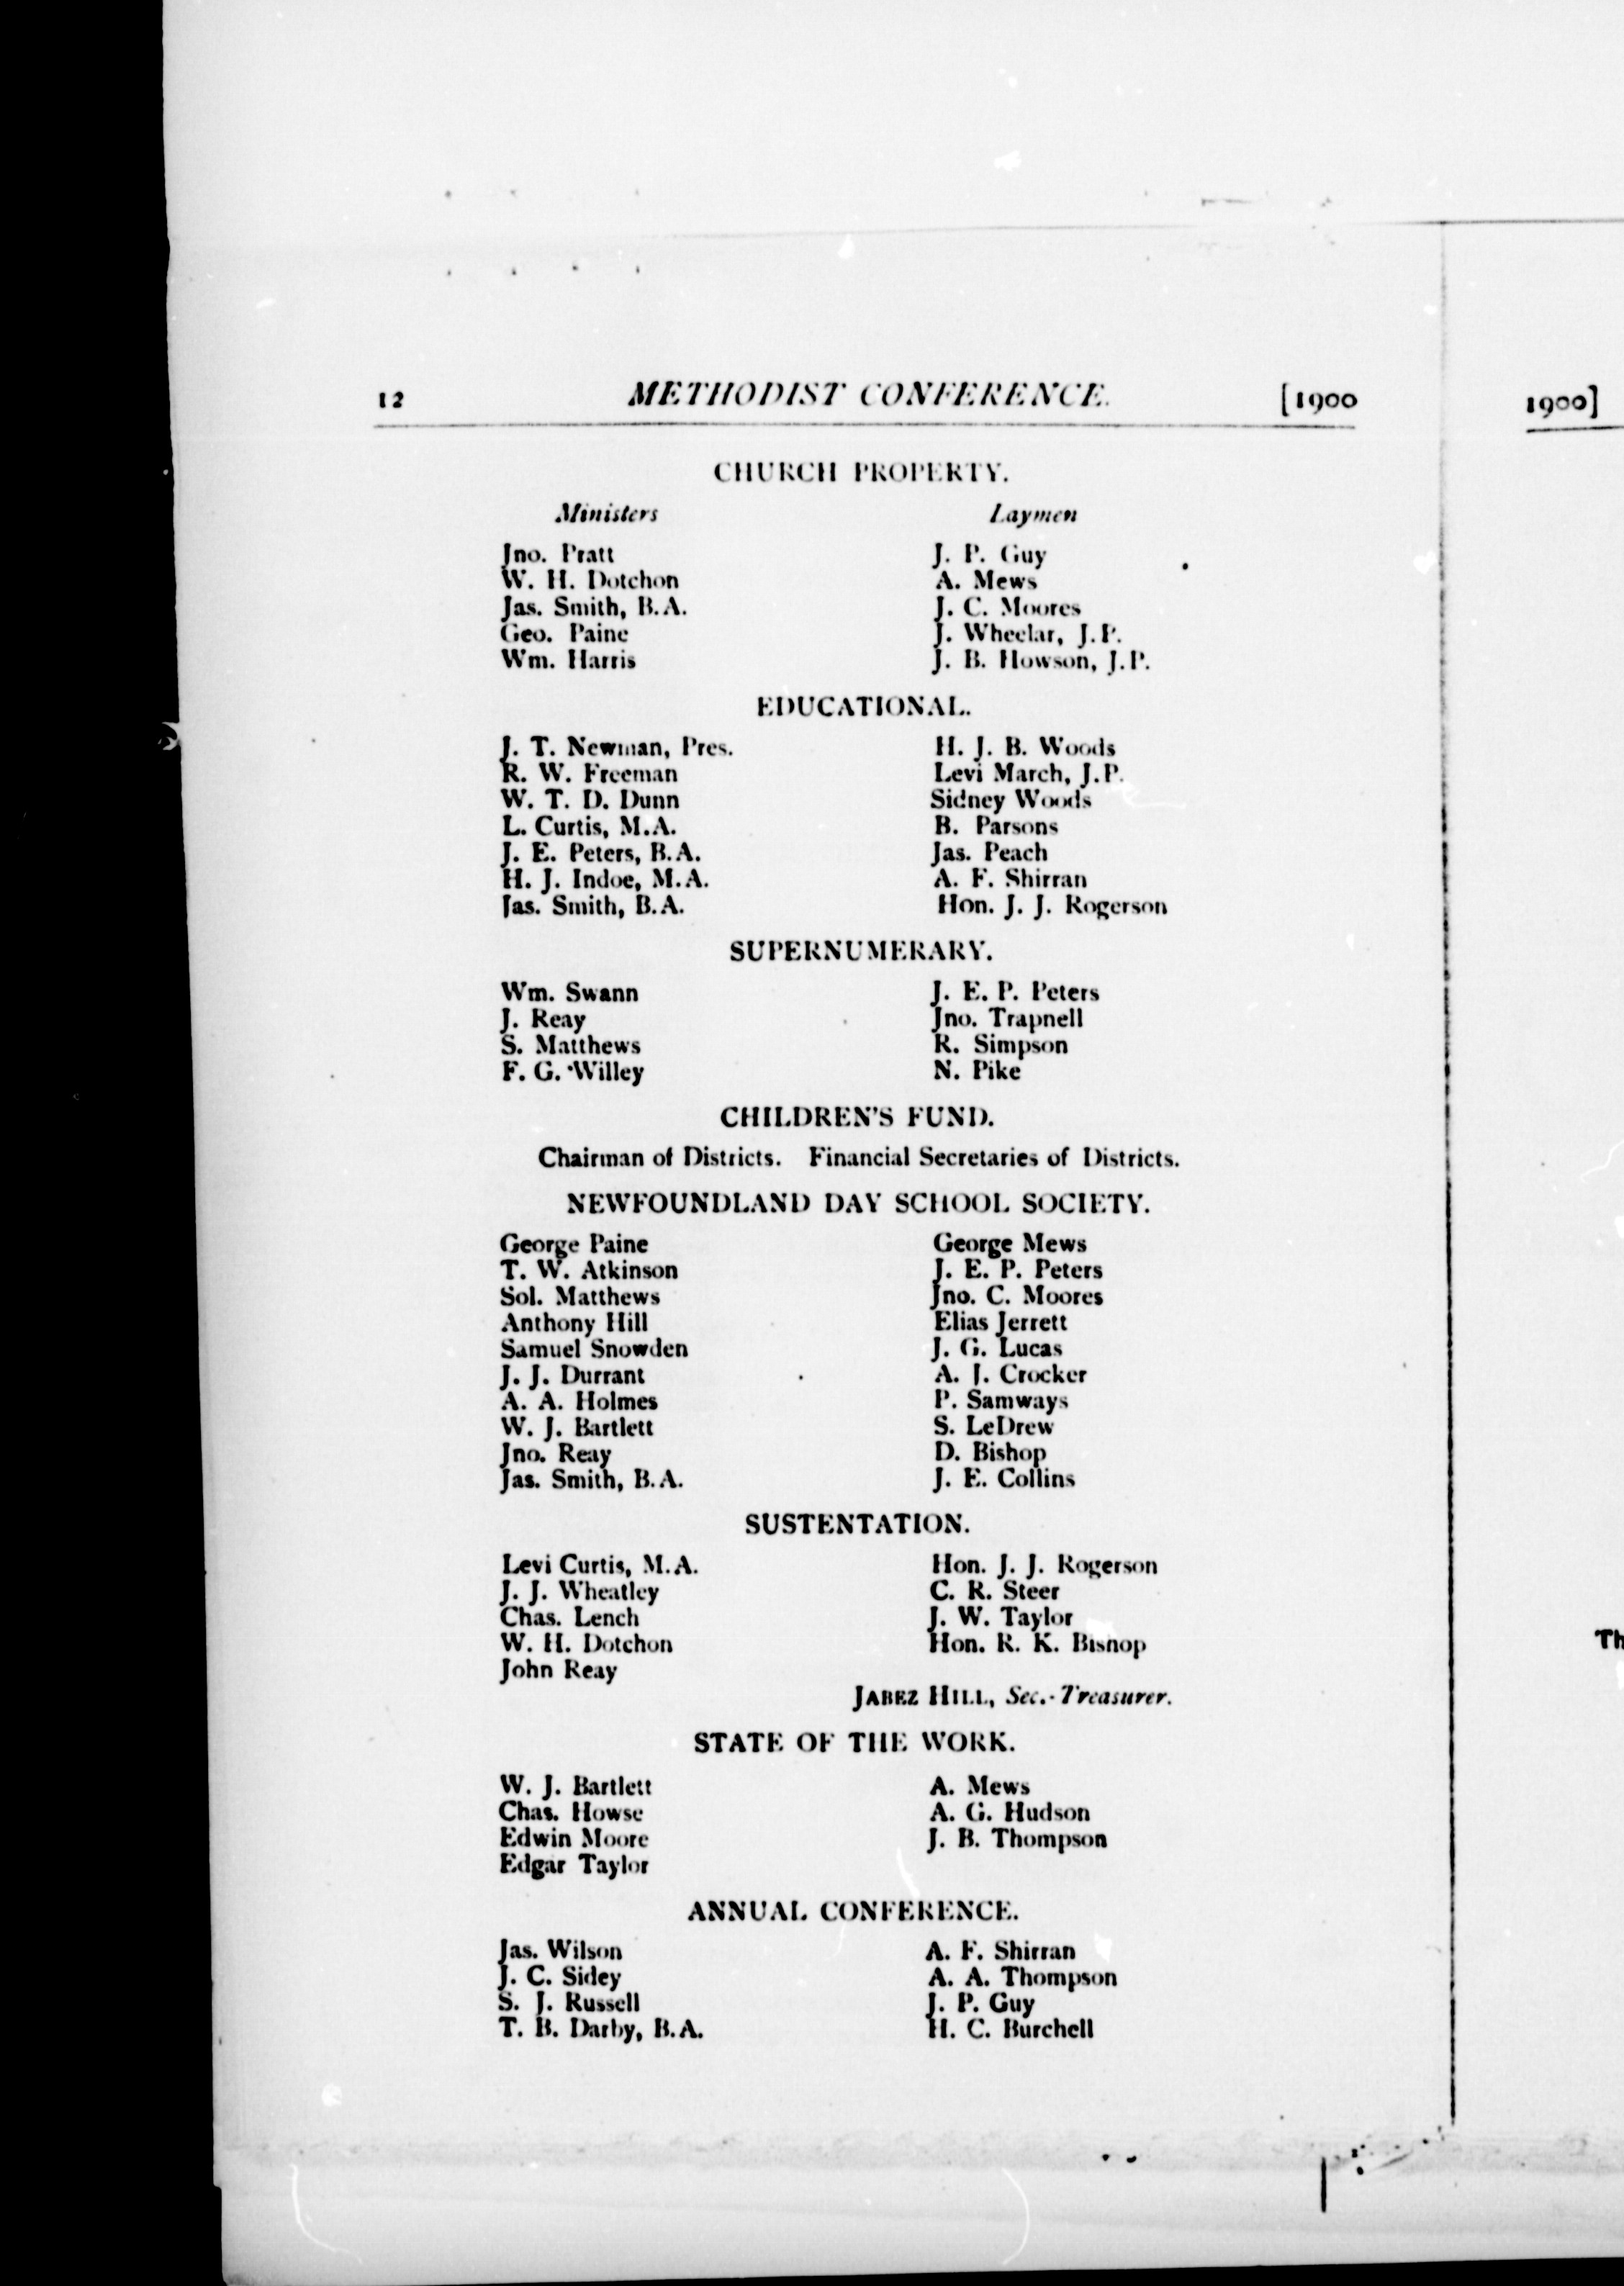 12 METHODIST CONFERENCE. [1900
CHURCH PROPERTY.
Ministers Laymen
Jno. Pratt J. P. Guy
W. H. Dotchon A. Mews
Jas. Smith, B.A. J. C. Moores
Geo. Paine J. Wheelar, J.P.
Wm. Harris J. B. Howson, J.P.
EDUCATIONAL.
J. T. Newman, Pres. H. J. B. Woods
R. W. Freeman Levi March, J.P.
W. T. D. Dunn Sidney Woods
L. Curtis, M.A. B. Parsons
J. E. Peters, B.A. Jas. Peach
H. J. Indoe, M.A. A. F. Shirran
Jas. Smith, B.A. Hon. J. J. Rogerson
SUPERNUMERARY.
Wm. Swann J. E. P. Peters
J. Reay Jno. Trapnell
S. Matthews R. Simpson
F. G. Willey N. Pike
CHILDREN'S FUND.
Chairman of Districts. Financial Secretaries of Districts.
NEWFOUNDLAND DAY SCHOOL SOCIETY.
George Paine George Mews
T. W. Atkinson J. E. P. Peters
Sol. Matthews Jno. C. Moores
Anthony Hill Elias Jerrett
Samuel Snowden J. G. Lucas
J. J. Durrant A. J. Crocker
A. A. Holmes P. Samways
W. J. Bartlett S. LeDrew
Jno. Reay D. Bishop
Jas. Smith, B.A. J. E. Collins
SUSTENTATION.
Levi Curtis, M.A. Hon. J. J. Rogerson
J. J. Wheatley C. R. Steer
Chas. Lench J. W. Taylor
W. H. Dotchon Hon. R. K. Bishop
John Reay
JABEZ HILL, Sec.-Treasurer.
STATE OF THE WORK.
W. J. Bartlett A. Mews
Chas. Howse A. G. Hudson
Edwin Moore J. B. Thompson
Edgar Taylor
ANNUAL CONFERENCE.
Jas. Wilson A. F. Shirran
J. C. Sidey A. A. Thompson
S. J. Russell J. P. Guy
T. B. Darby, B.A. H. C. Burchell
1900]
Th